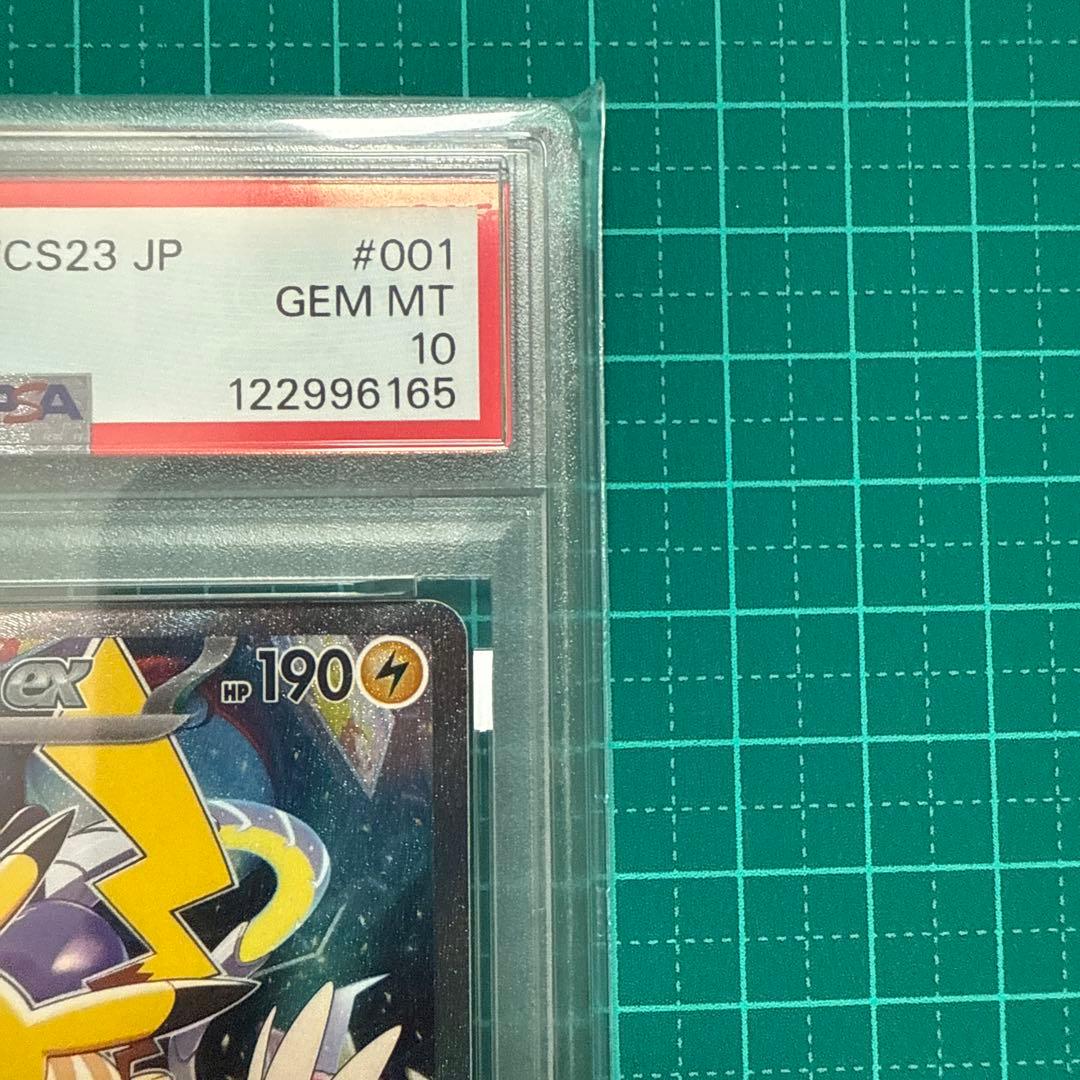 CS23 JP #001
GEM MT
10
PSA 122996165
ex HP 190